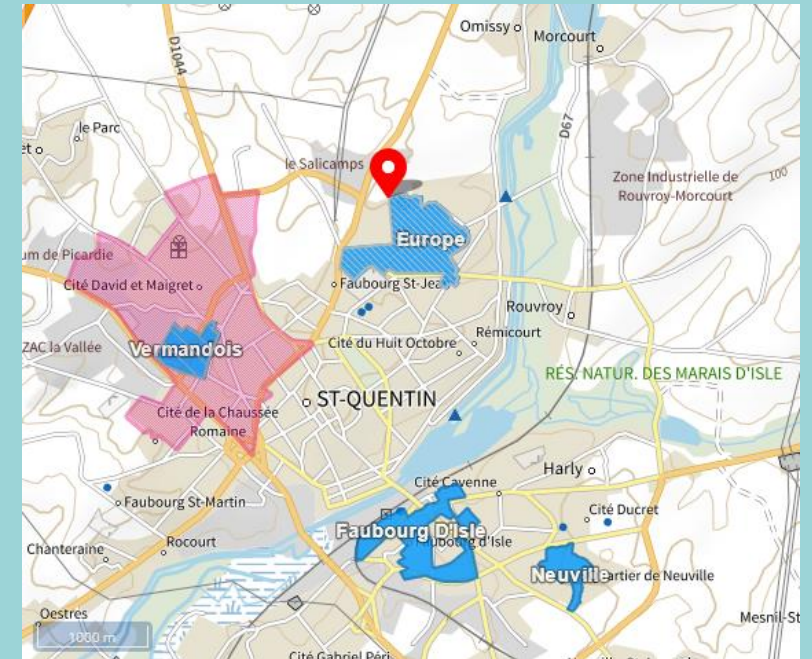 Omissy
Morcourt
D1044
D67
le Parc
le Salicamps
Zone Industrielle de
Rouvroy-Morcourt
100
Europe
um de Picardie
Cité David et Maigret
Faubourg St-Jea
Rouvroy
Rémicourt
Cité du Huit Octobre
ZAC la Vallée
Vermandois
RÉS. NATUR. DES MARAIS D'ISLE
ST-QUENTIN
Cité de la Chaussée
Romaine
Harly
Cité Cavenne
Faubourg St-Martin
Cité Ducret
Faubourg D'Isle
Faubourg d'Isle
Rocourt
Chanteraine
Neuville
artier de Neuville
Oestres
Mesnil-St
1000 m
Cité Gabriel Péri